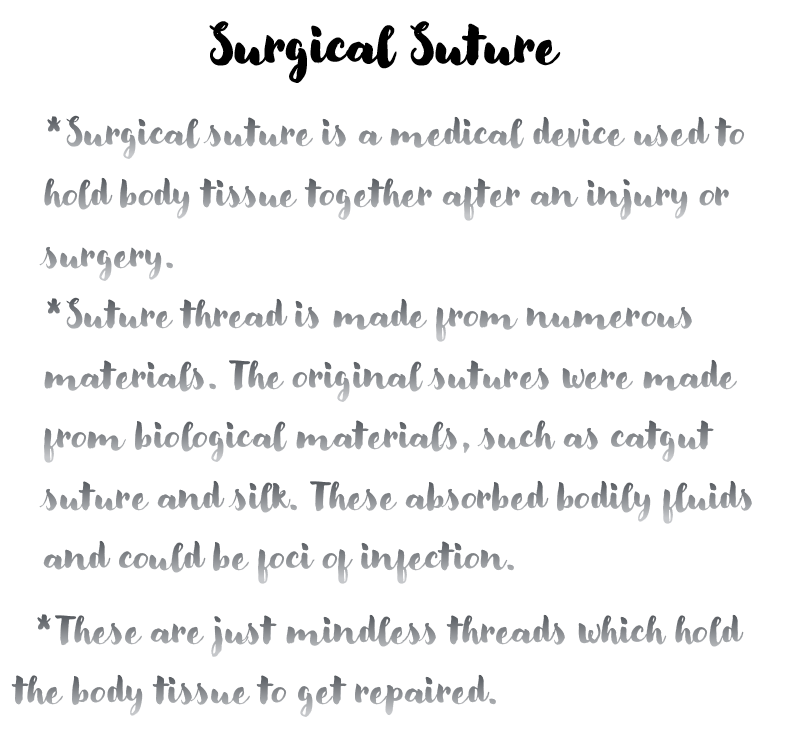 Surgical Suture
*Surgical suture is a medical device used to
hold body tissue together after an injury or
surgery.
*Suture thread is made from numerous
materials. The original sutures were made
from biological materials, such as catgut
suture and silk. These absorbed bodily fluids
and could be foci of infection.
*These are just mindless threads which hold
the body tissue to get repaired.